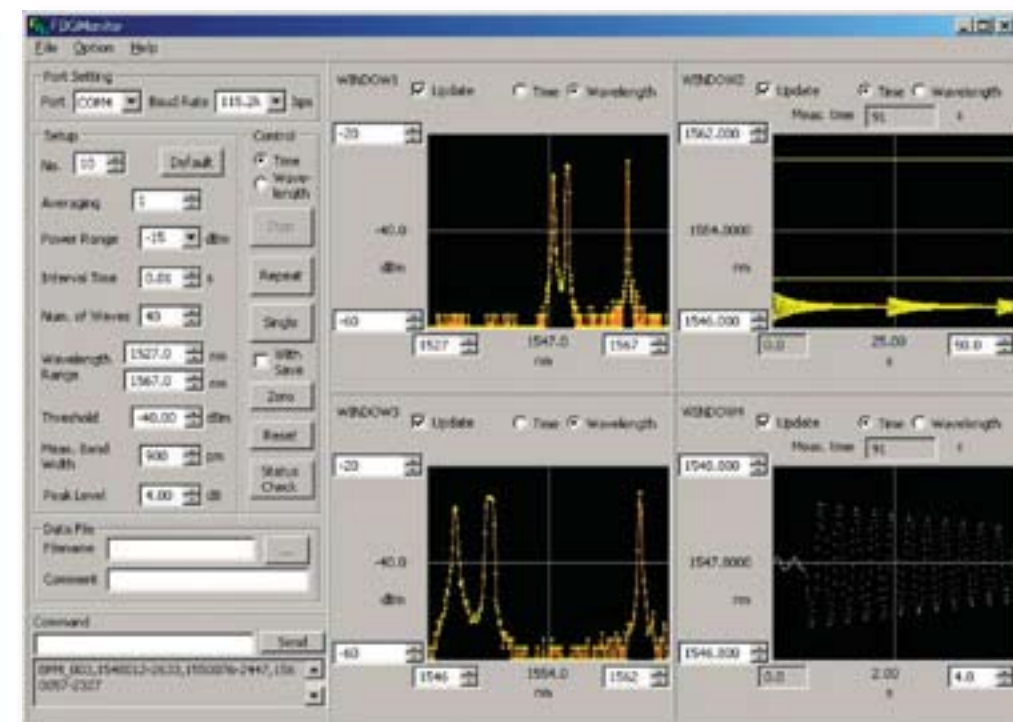 FBGMonitor
File Option Help
Port Setting
Port COM4 Baud Rate 115.2k bps
Setup
No. 10 Default
Averaging 1
Power Range -15 dBm
Interval Time 0.01 s
Num. of Waves 40
Wavelength Range 1527.0 nm
1567.0 nm
Threshold -40.00 dBm
Meas. Band Width 900 pm
Peak Level 4.00 dB
Control
Time
Wave-length
Repeat
Single
With Save
Zero
Reset
Status Check
Data File
Filename ...
Comment
Command
Send
WINDOW1 Update Time Wavelength
-20
-40.0
dBm
-60
1527 1547.0 1567
nm
WINDOW2 Update Time Wavelength
Meas. time 91 s
1562.000
1554.0000
nm
1546.000
0.0 25.00 50.0
s
WINDOW3 Update Time Wavelength
-20
-40.0
dBm
-60
1546 1554.0 1562
nm
WINDOW4 Update Time Wavelength
Meas. time 91 s
1548.000
1547.0000
nm
1546.000
0.0 2.00 4.0
s